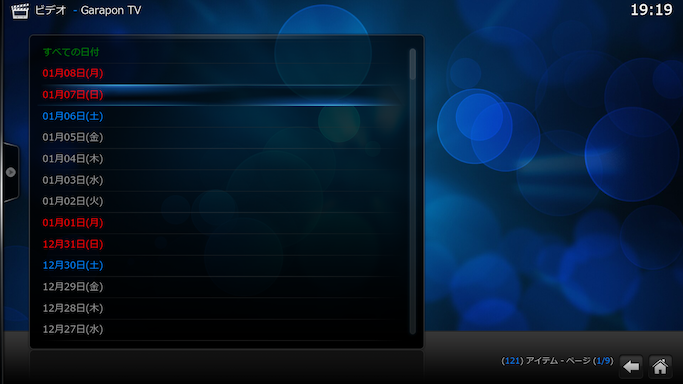 ビデオ - Garapon TV
19:19
すべての日付
01月08日(月)
01月07日(日)
01月06日(土)
01月05日(金)
01月04日(木)
01月03日(水)
01月02日(火)
01月01日(月)
12月31日(日)
12月30日(土)
12月29日(金)
12月28日(木)
12月27日(水)
(121) アイテム - ページ (1/9)